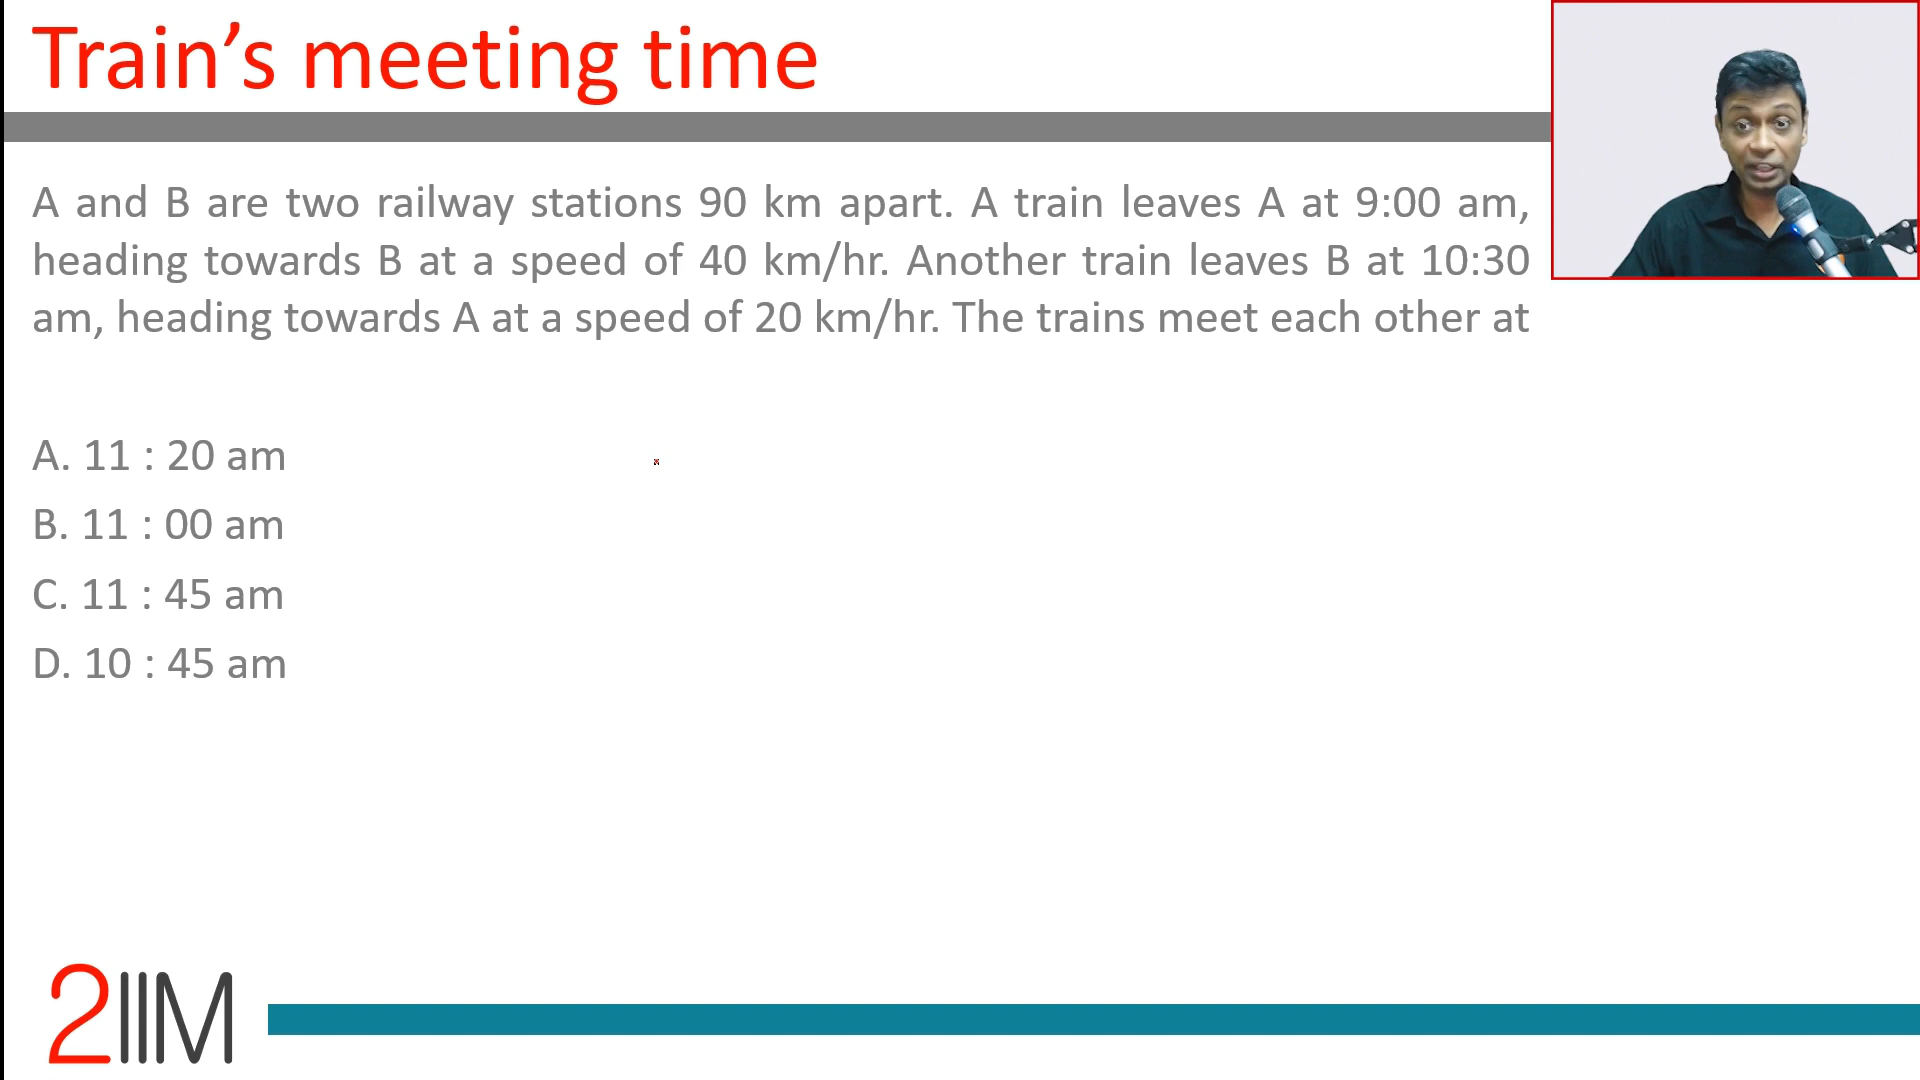 Train’s meeting time
A and B are two railway stations 90 km apart. A train leaves A at 9:00 am,
heading towards B at a speed of 40 km/hr. Another train leaves B at 10:30
am, heading towards A at a speed of 20 km/hr. The trains meet each other at
A. 11 : 20 am
B. 11 : 00 am
C. 11 : 45 am
D. 10 : 45 am
2IIM